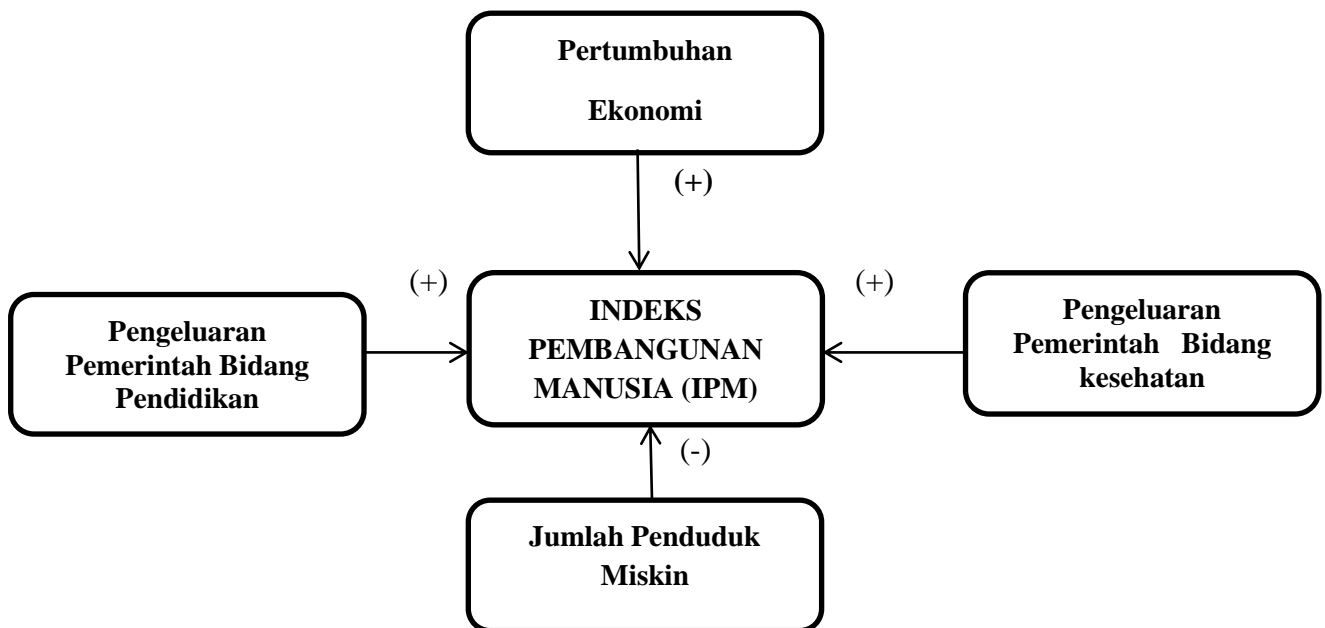 Pertumbuhan
Ekonomi
(+)
(+)
(+)
Pengeluaran
Pemerintah Bidang
Pendidikan
INDEKS
PEMBANGUNAN
MANUSIA (IPM)
Pengeluaran
Pemerintah Bidang
kesehatan
(-)
Jumlah Penduduk
Miskin